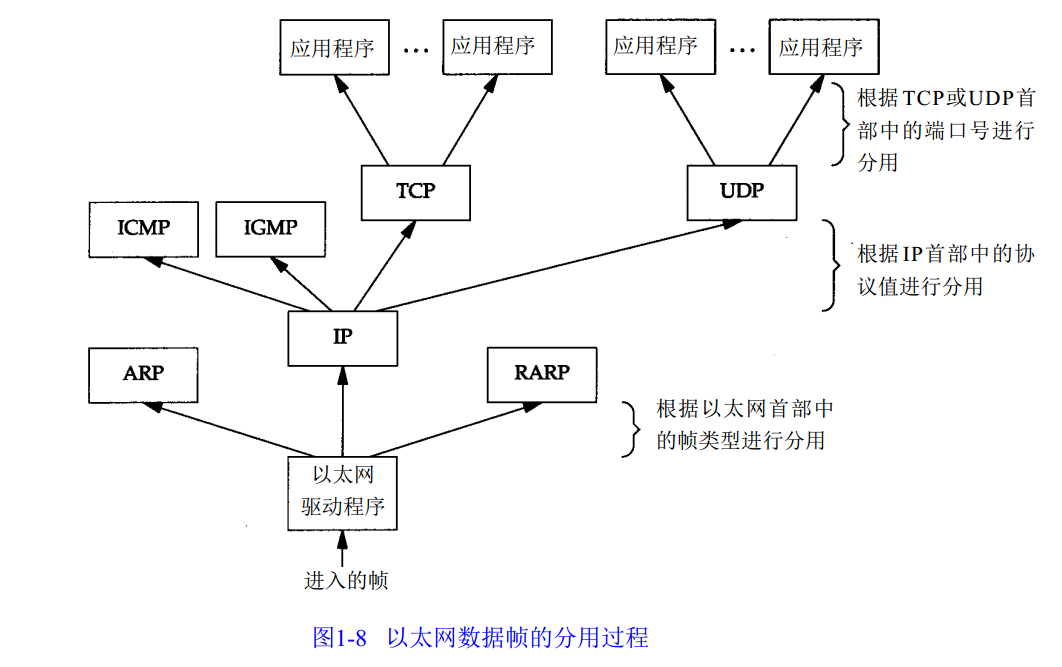 应用程序 … 应用程序 应用程序 … 应用程序
根据TCP或UDP首
部中的端口号进行
分用
TCP UDP
ICMP IGMP
根据IP首部中的协
议值进行分用
IP
ARP RARP
根据以太网首部中
的帧类型进行分用
以太网
驱动程序
进入的帧
图1-8 以太网数据帧的分用过程